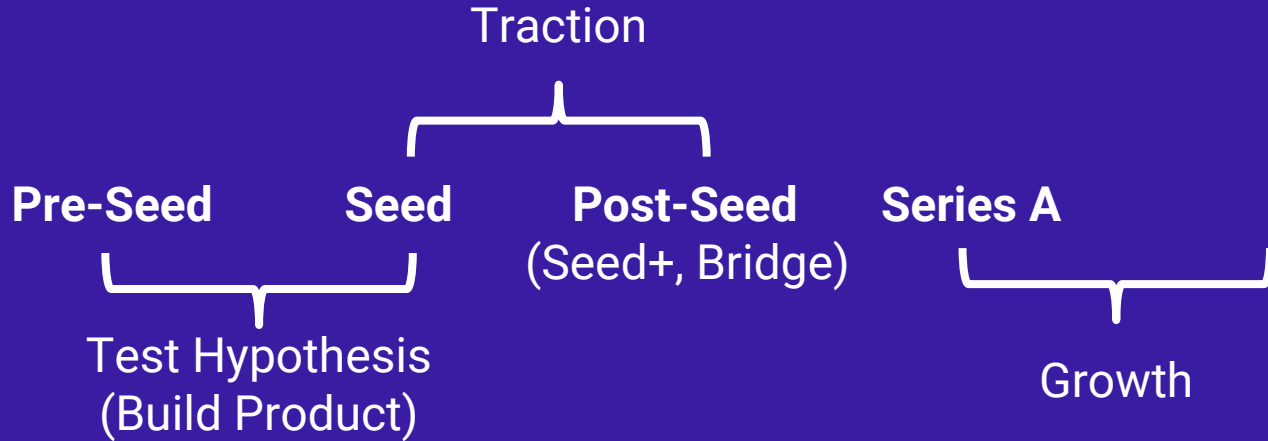 Traction
Pre-Seed Seed Post-Seed Series A
(Seed+, Bridge)
Test Hypothesis
(Build Product)
Growth